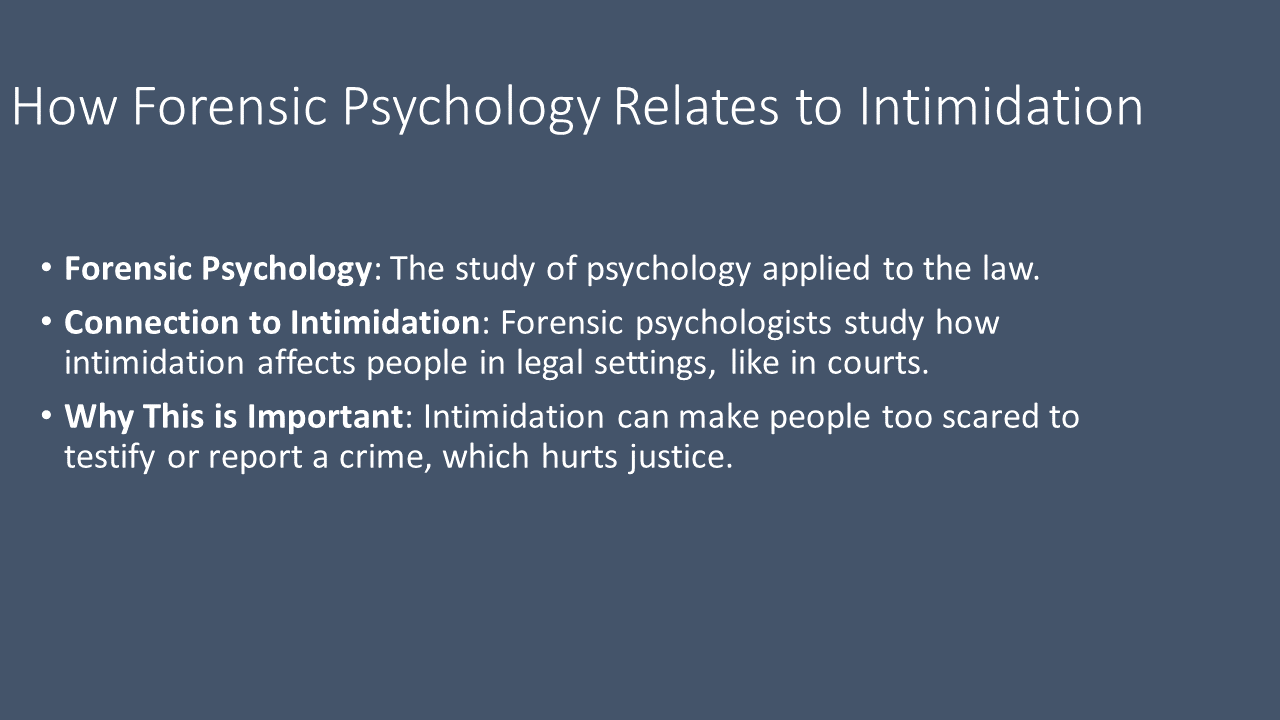 How Forensic Psychology Relates to Intimidation
• Forensic Psychology: The study of psychology applied to the law.
• Connection to Intimidation: Forensic psychologists study how
intimidation affects people in legal settings, like in courts.
• Why This is Important: Intimidation can make people too scared to
testify or report a crime, which hurts justice.